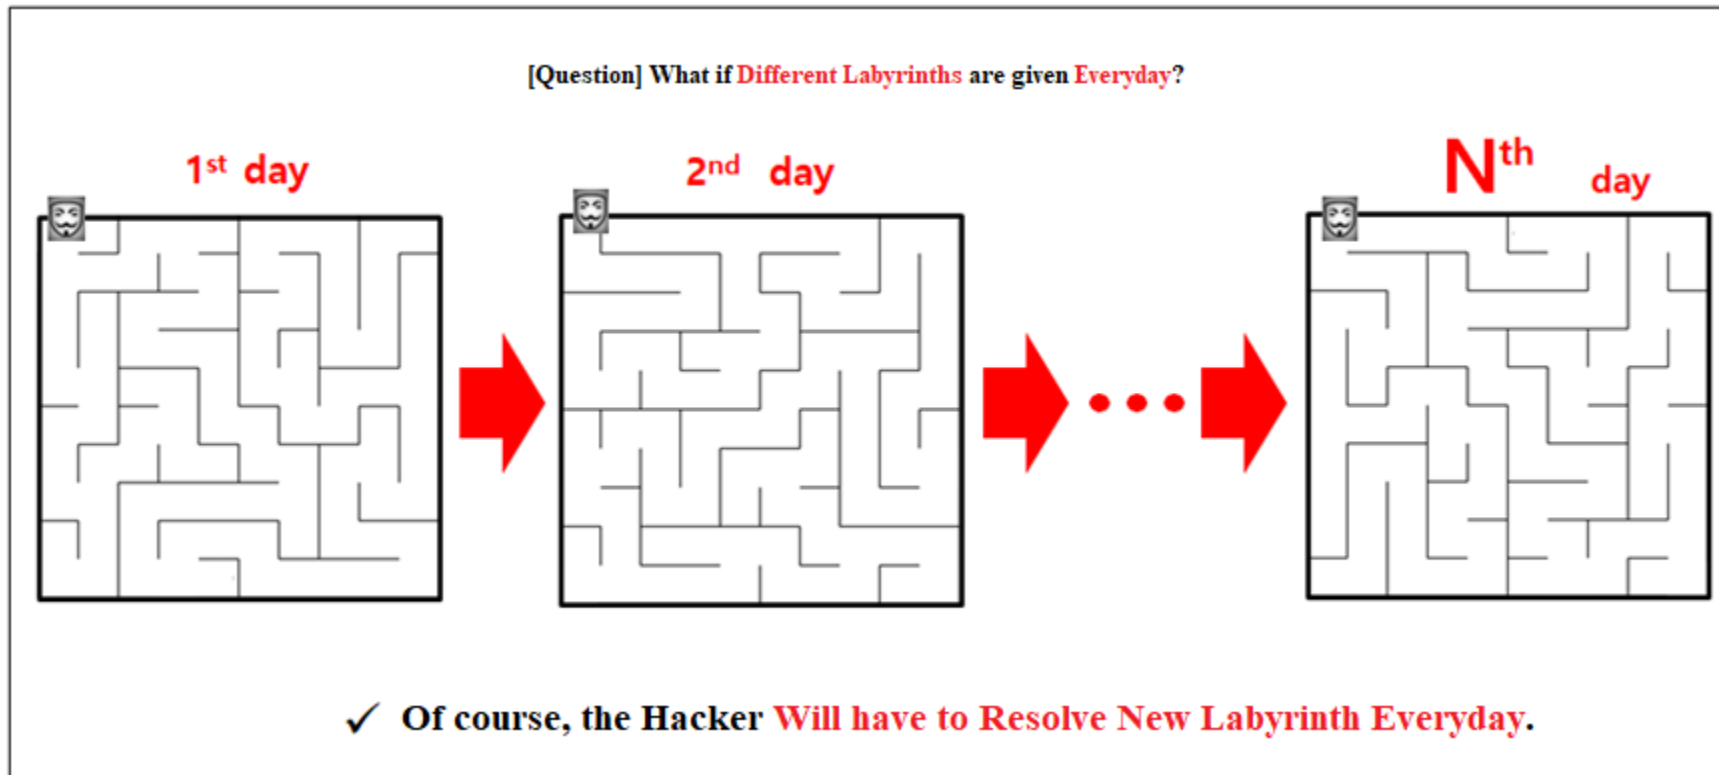 [Question] What if Different Labyrinths are given Everyday?
1st day
2nd day
Nth day
✓ Of course, the Hacker Will have to Resolve New Labyrinth Everyday.